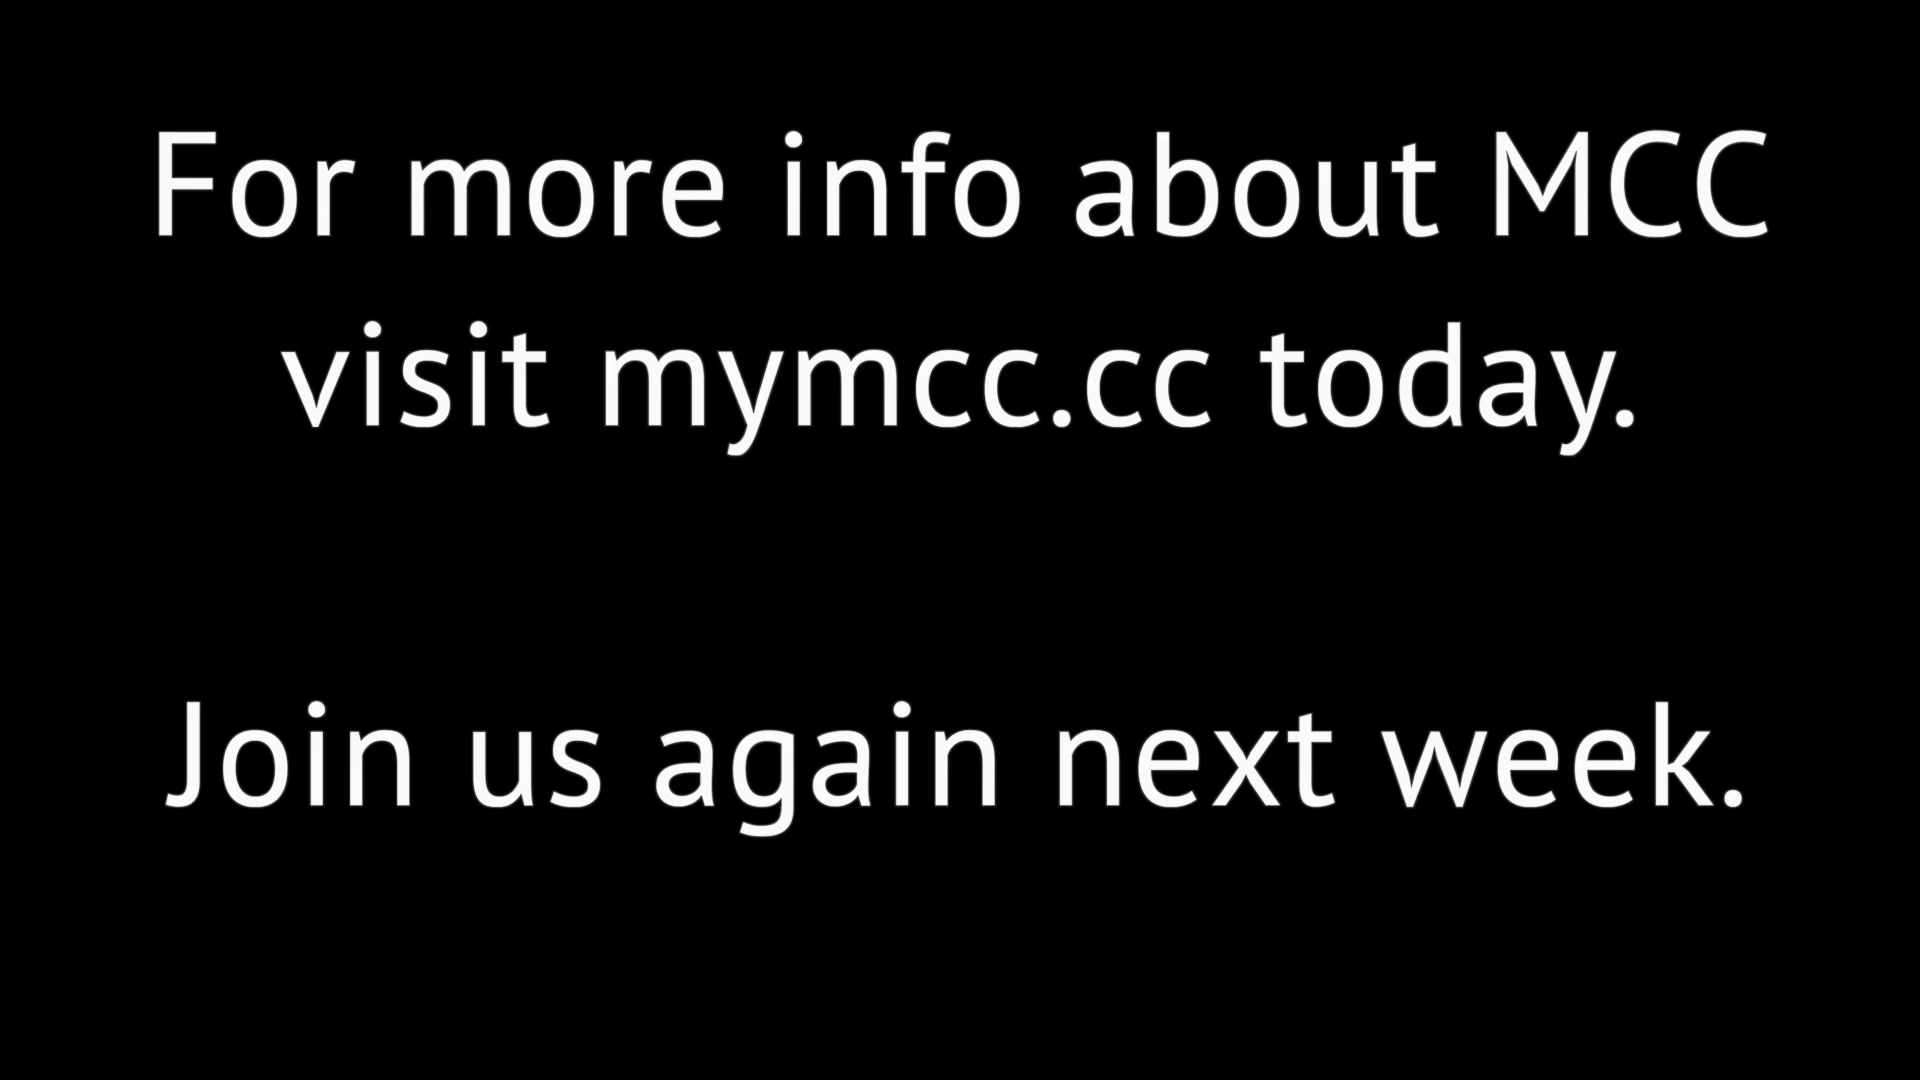 For more info about MCC
visit mymcc.cc today.
Join us again next week.